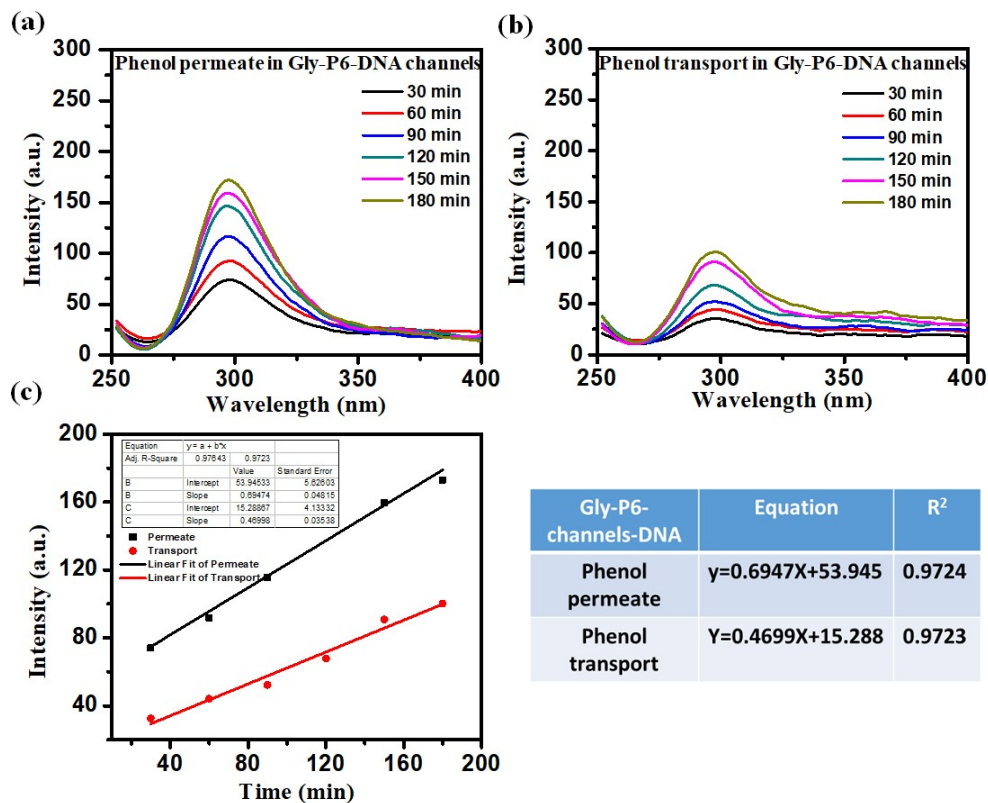 (a)
Phenol permeate in Gly-P6-DNA channels
30 min
60 min
90 min
120 min
150 min
180 min
300
250
200
150
100
50
0
250 300 350 400
Intensity (a.u.)
Wavelength (nm)
(b)
Phenol transport in Gly-P6-DNA channels
30 min
60 min
90 min
120 min
150 min
180 min
300
250
200
150
100
50
0
250 300 350 400
Intensity (a.u.)
Wavelength (nm)
(c)
Equation y = a + b*x
Adj. R-Square 0.97643 0.9723
Value Standard Error
B Intercept 53.94533 5.62603
B Slope 0.69474 0.04815
C Intercept 15.28867 4.13332
C Slope 0.46998 0.03538
Permeate
Transport
Linear Fit of Permeate
Linear Fit of Transport
200
160
120
80
40
40 80 120 160 200
Intensity (a.u.)
Time (min)
Gly-P6-
channels-DNA
Equation
R2
Phenol
permeate
y=0.6947X+53.945
0.9724
Phenol
transport
Y=0.4699X+15.288
0.9723